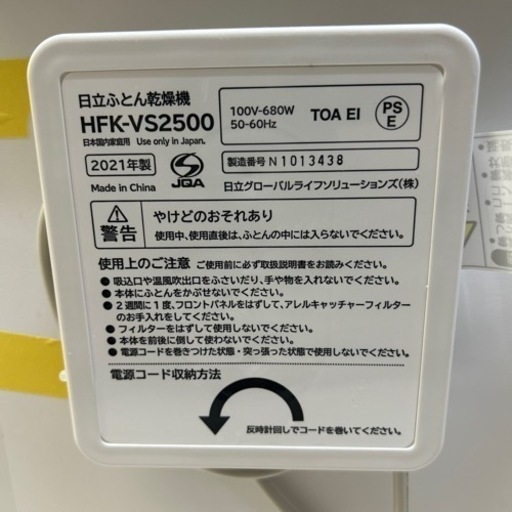 日立ふとん乾燥機
HFK-VS2500
日本国内家庭用 Use only in Japan.
100V-680W
50-60Hz
TOA EI
PS
E
2021年製
JQA
製造番号 N 1013438
Made in China
日立グローバルライフソリューションズ(株)
警告
やけどのおそれあり
使用中、使用直後は、ふとんの中には入らないでください。
使用上のご注意 ご使用前に必ず取扱説明書をお読みください。
● 吸込口や温風吹出口をふさいだり、手や物を入れないでください。
● 本体にふとんをかぶせないでください。
● 2週間に1度、フロントパネルをはずして、アレルキャッチャーフィルター
のお手入れをしてください。
● フィルターをはずして使用しないでください。
● 本体を前後に倒して使わないでください。
● 電源コードを巻きつけた状態・突っ張った状態で使用しないでください。
電源コード収納方法
反時計回しでコードを巻いてください。